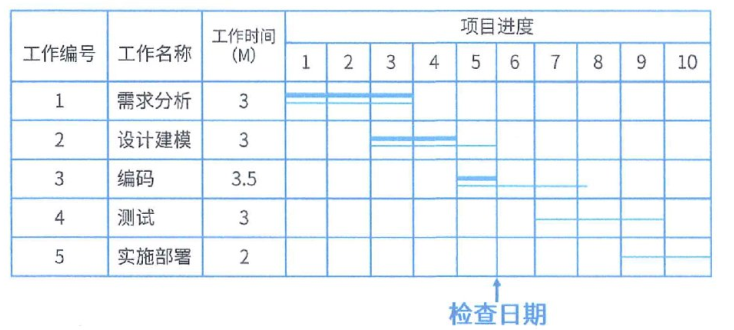 项目进度
工作编号 工作名称 工作时间
（M）
1 2 3 4 5 6 7 8 9 10
1 需求分析 3
2 设计建模 3
3 编码 3.5
4 测试 3
5 实施部署 2
检查日期